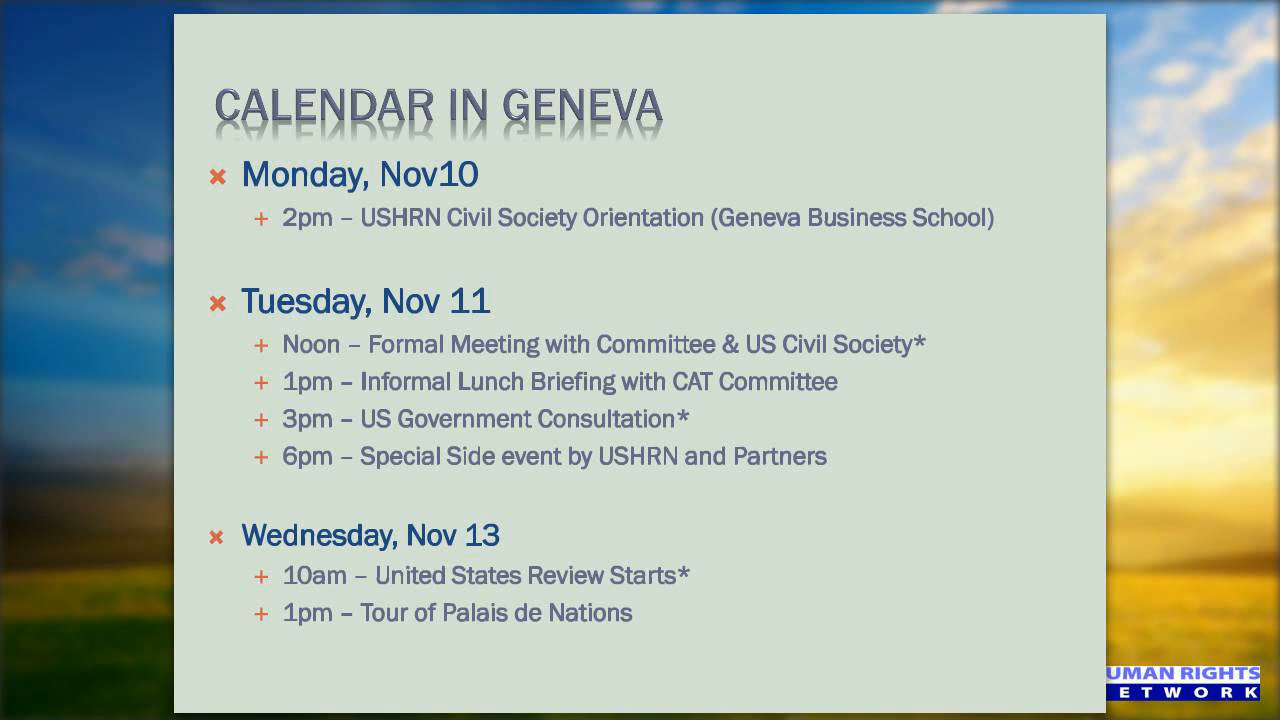 CALENDAR IN GENEVA
Monday, Nov10
2pm – USHRN Civil Society Orientation (Geneva Business School)
Tuesday, Nov 11
Noon – Formal Meeting with Committee & US Civil Society*
1pm – Informal Lunch Briefing with CAT Committee
3pm – US Government Consultation*
6pm – Special Side event by USHRN and Partners
Wednesday, Nov 13
10am – United States Review Starts*
1pm – Tour of Palais de Nations
UMAN RIGHTS
ETWORK